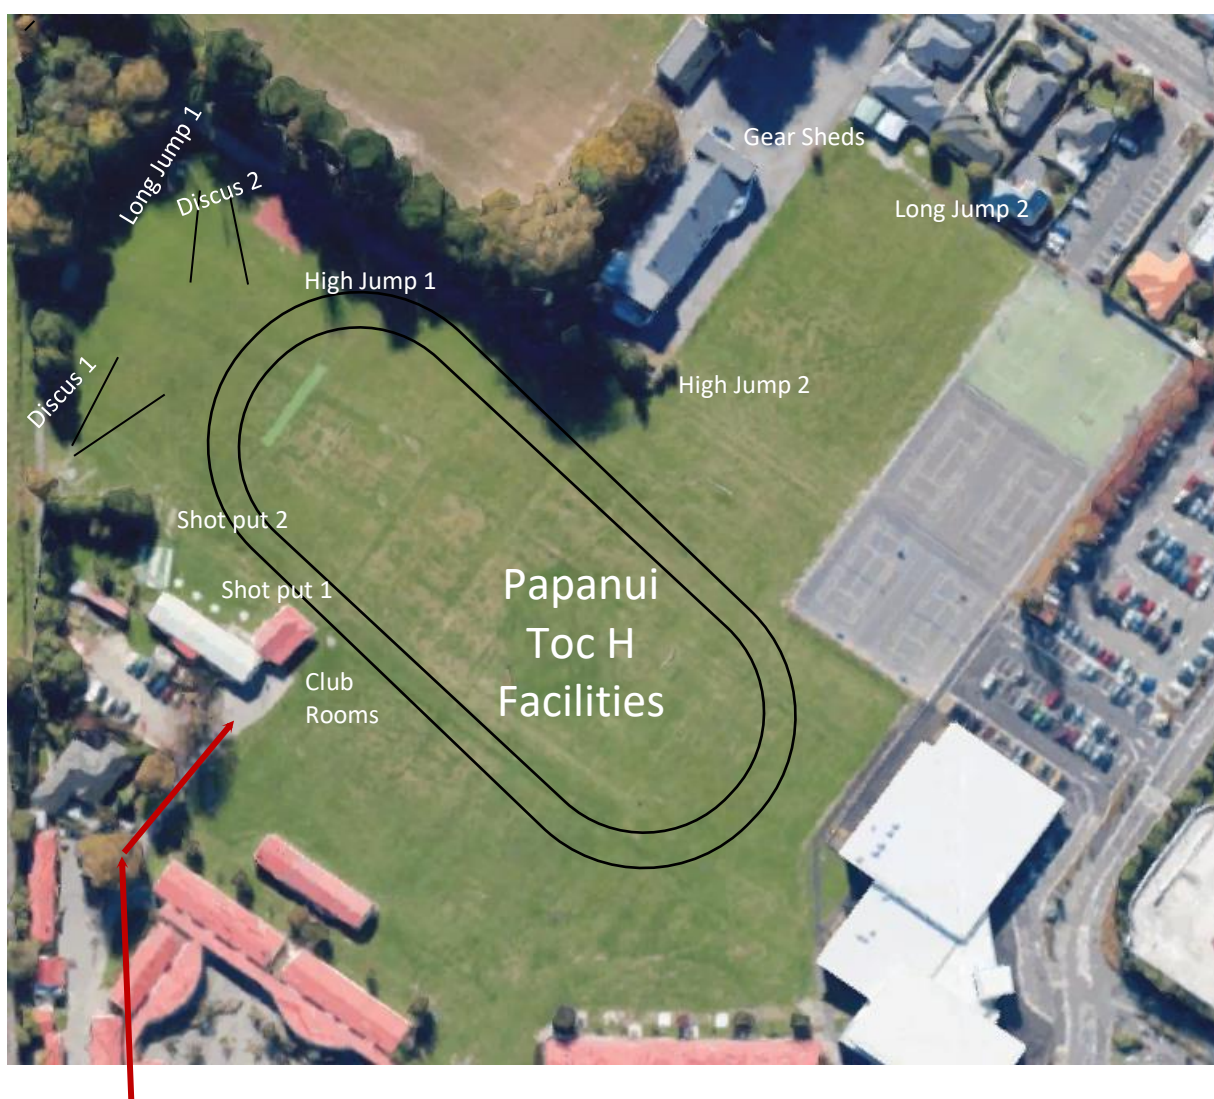 Gear Sheds
Long Jump 1
Discus 2
Long Jump 2
High Jump 1
Discus 1
High Jump 2
Shot put 2
Shot put 1
Papanui
Toc H
Facilities
Club
Rooms